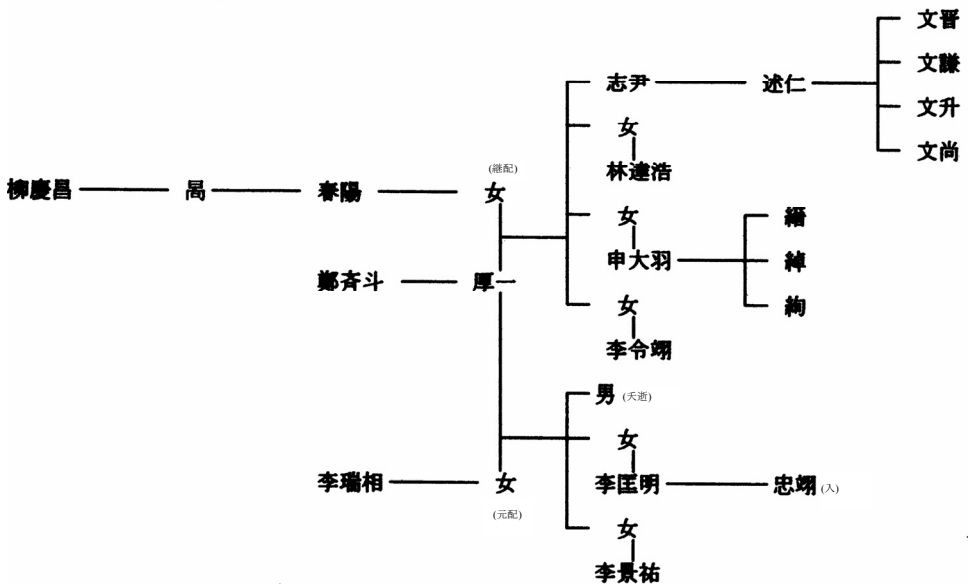 文晋
文謙
志尹 述仁
文升
女
文尚
林達浩
(継配)
柳慶昌 曷 春陽 女
女
縉
申大羽 綽
鄭斉斗 厚一
絢
女
李令翊
男 (夭逝)
女
李瑞相 女
李匡明 忠翊 (入)
(元配)
女
李景祐